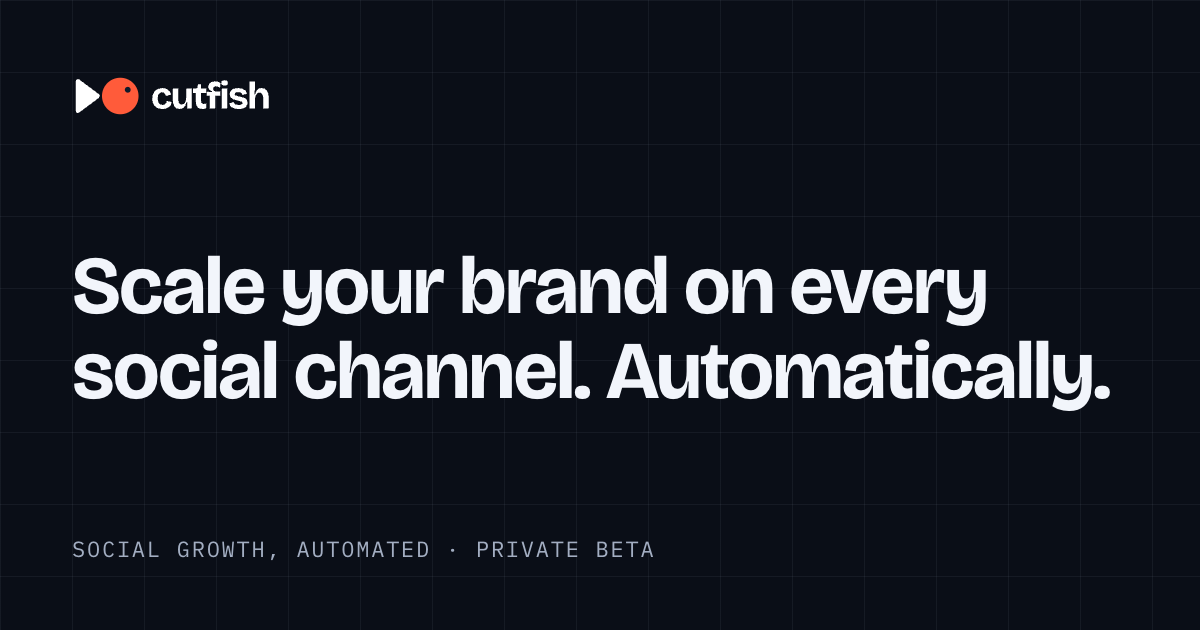 cutfish
Scale your brand on every
social channel. Automatically.
SOCIAL GROWTH, AUTOMATED · PRIVATE BETA